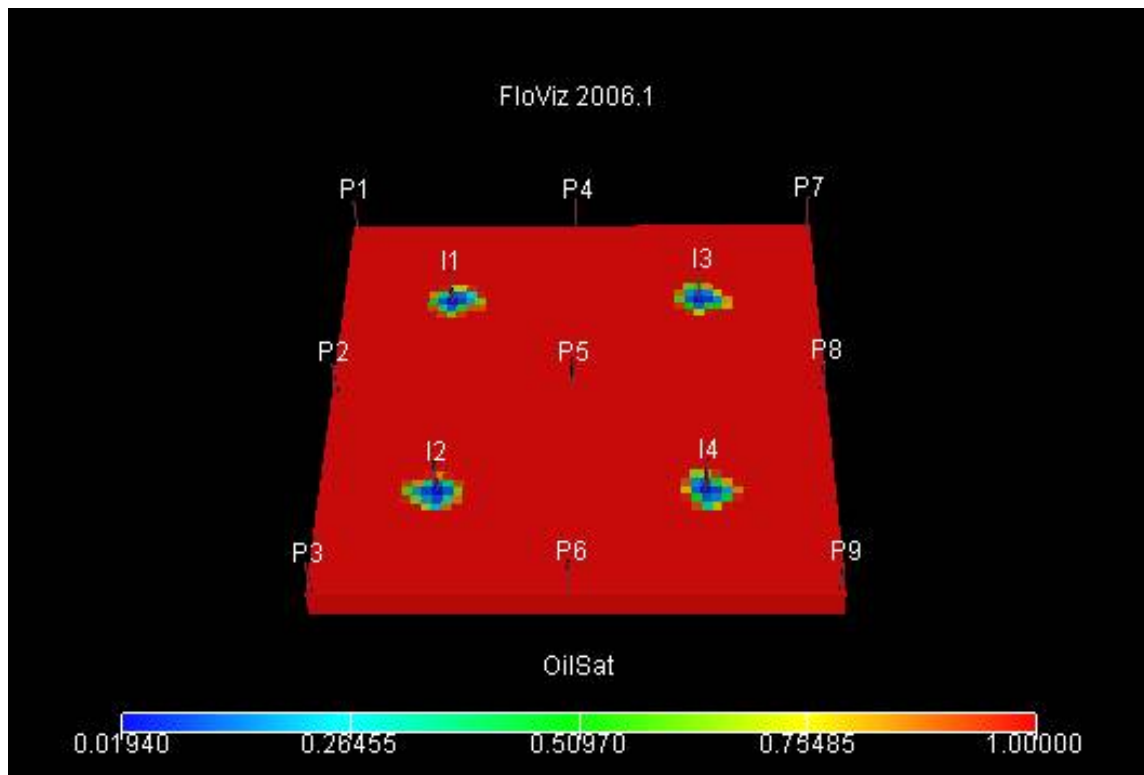 FloViz 2006.1
P1 P4 P7
I1 I3
P2 P5 P8
I2 I4
P3 P6 P9
OilSat
0.01940 0.26455 0.50970 0.75485 1.00000